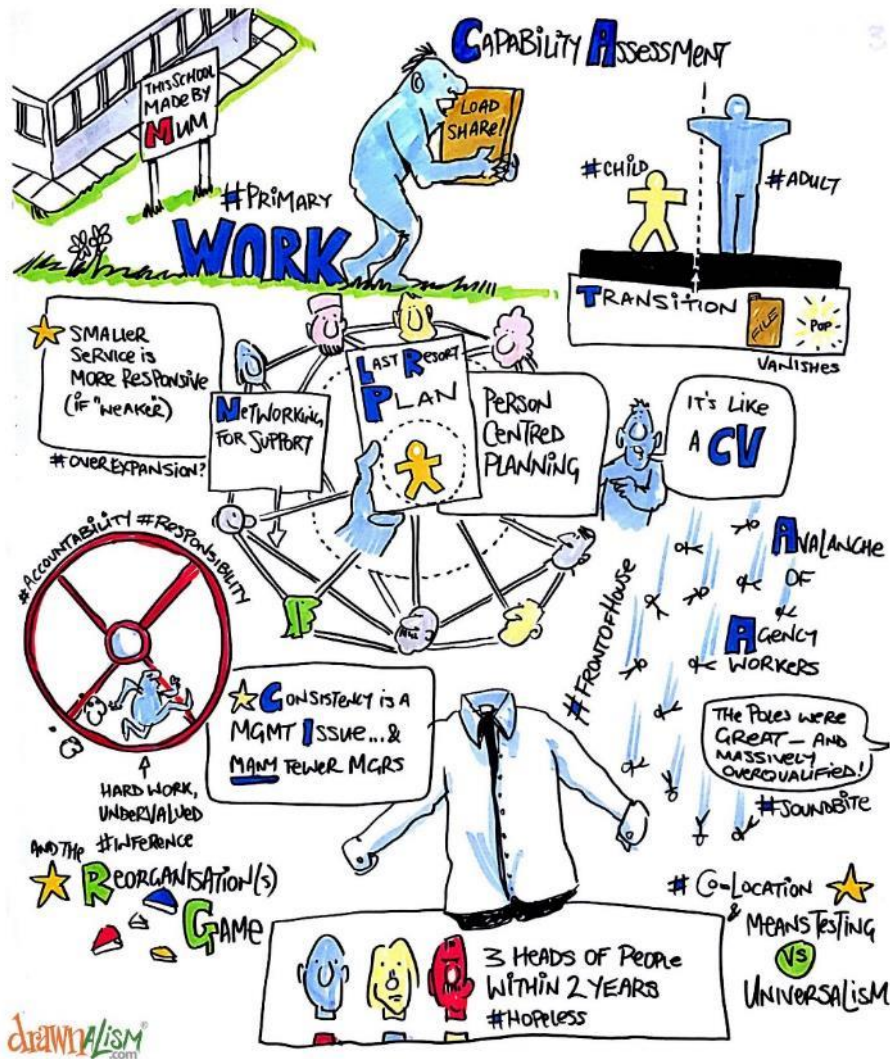 CAPABILITY ASSESSMENT
THIS SCHOOL
MADE BY
MUM
LOAD
SHARE!
#PRIMARY
WORK
#CHILD
#ADULT
TRANSITION
FILE
POP
VANISHES
SMALLER
SERVICE IS
MORE RESPONSIVE
(IF "WEAKER")
#OVEREXPANSION?
NETWORKING
FOR SUPPORT
LAST RESORT
PLAN
PERSON
CENTRED
PLANNING
IT'S LIKE
A CV
#ACCOUNTABILITY #RESPONSIBILITY
HARD WORK,
UNDERVALUED
#INFERENCE
CONSISTENCY IS A
MGMT ISSUE...&
MANY FEWER MGRS
#FRONTOFHOUSE
AVALANCHE
OF
AGENCY
WORKERS
THE POLES WERE
GREAT – AND
MASSIVELY
OVERQUALIFIED!
#SOUNDBITE
AND THE
REORGANISATION(S)
GAME
3 HEADS OF PEOPLE
WITHIN 2 YEARS
#HOPELESS
#CO-LOCATION
& MEANS TESTING
VS
UNIVERSALISM
drawnalism
.com